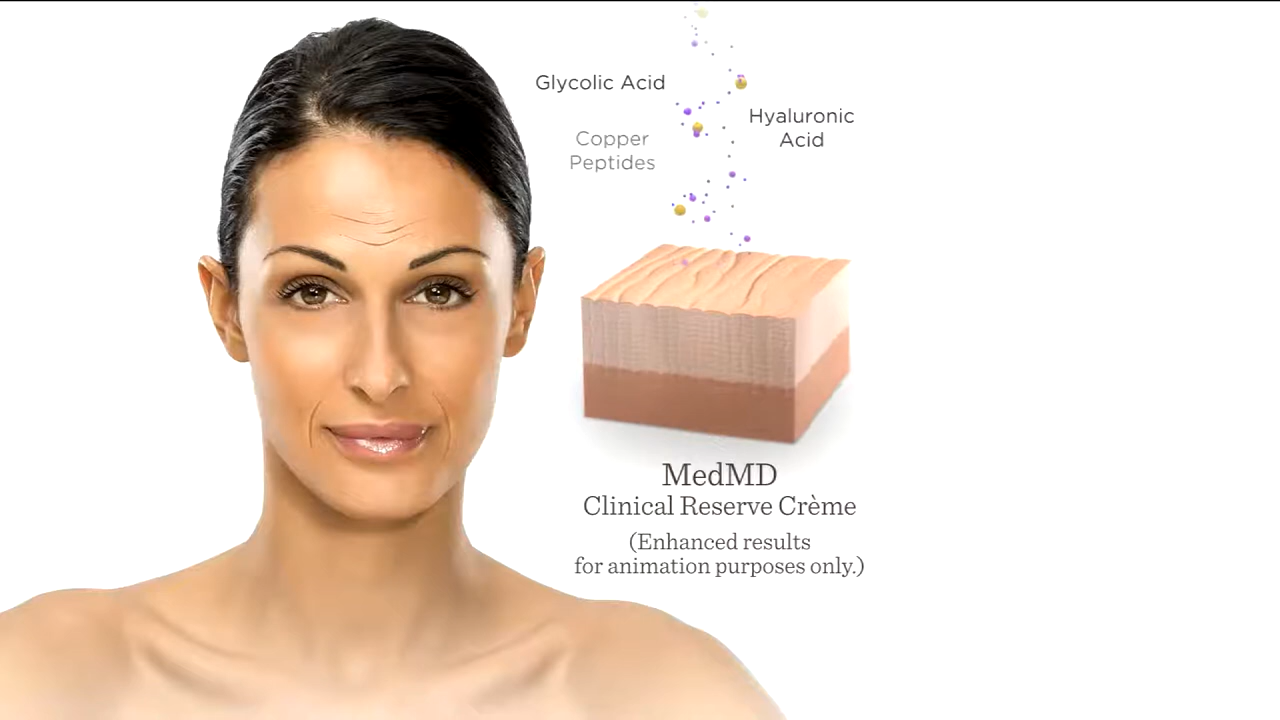 Glycolic Acid
Hyaluronic
Acid
Copper
Peptides
MedMD
Clinical Reserve Crème
(Enhanced results
for animation purposes only.)